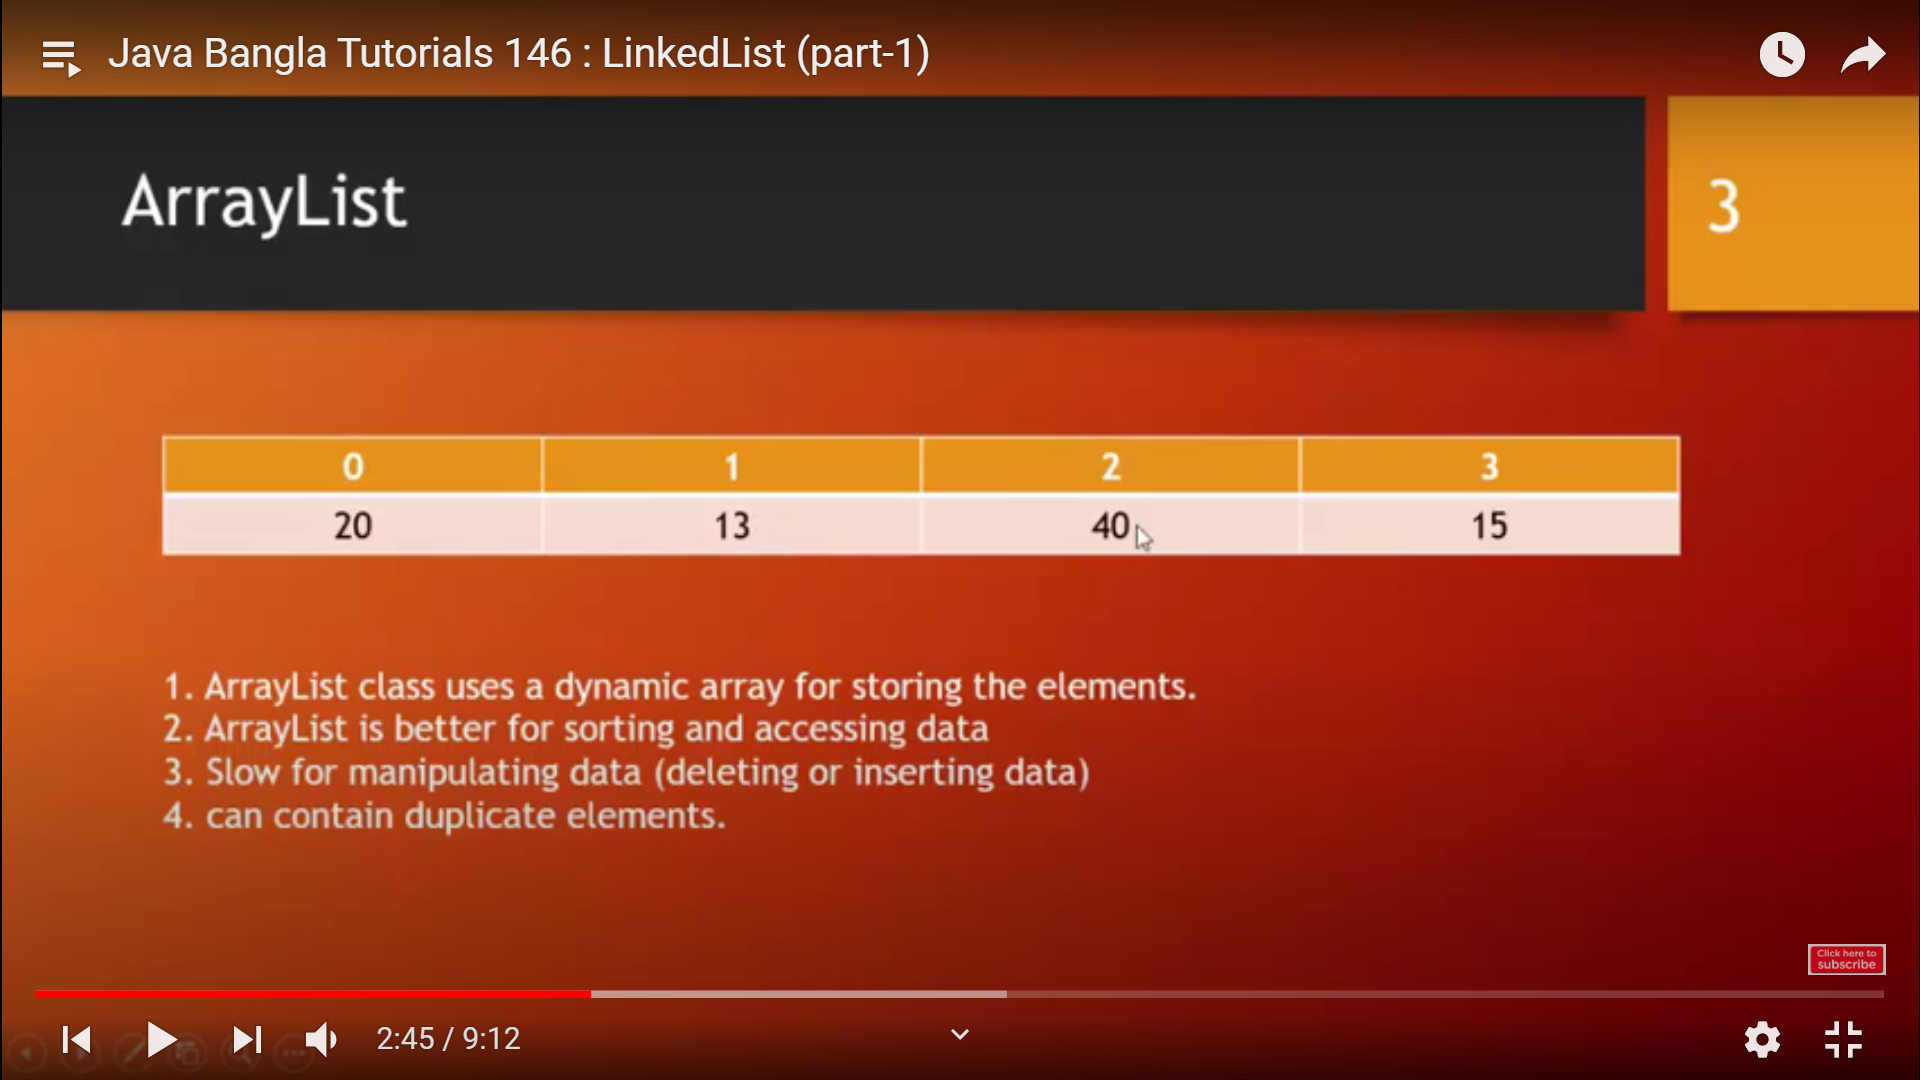 Java Bangla Tutorials 146 : LinkedList (part-1)
ArrayList
3
0 1 2 3
20 13 40 15
1. ArrayList class uses a dynamic array for storing the elements.
2. ArrayList is better for sorting and accessing data
3. Slow for manipulating data (deleting or inserting data)
4. can contain duplicate elements.
Click here to
subscribe
2:45 / 9:12